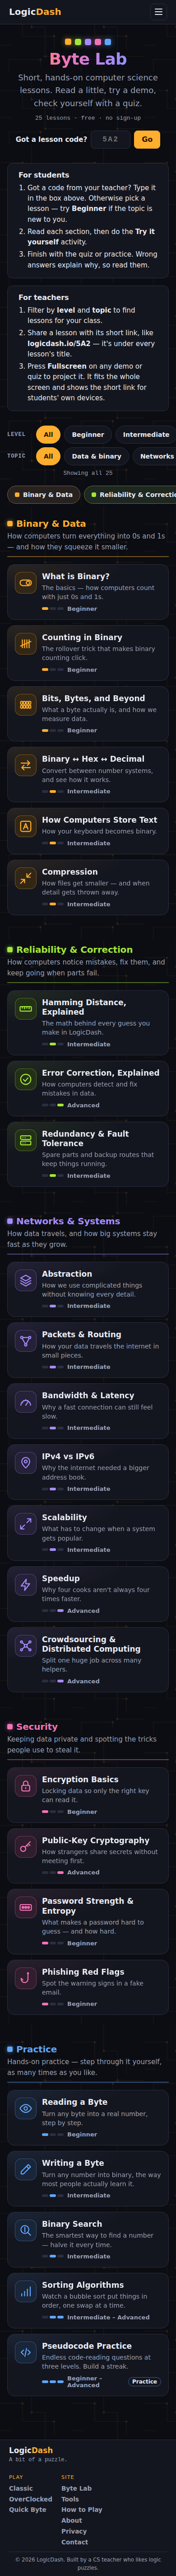 LogicDash
Byte Lab
Short, hands-on computer science
lessons. Read a little, try a demo,
check yourself with a quiz.
25 lessons · free · no sign-up
Got a lesson code? 5A2 Go
For students
1. Got a code from your teacher? Type it
in the box above. Otherwise pick a
lesson — try Beginner if the topic is
new to you.
2. Read each section, then do the Try it
yourself activity.
3. Finish with the quiz or practice. Wrong
answers explain why, so read them.
For teachers
1. Filter by level and topic to find
lessons for your class.
2. Share a lesson with its short link, like
logicdash.io/5A2 — it's under every
lesson's title.
3. Press Fullscreen on any demo or
quiz to project it. It fits the whole
screen and shows the short link for
students' own devices.
LEVEL All Beginner Intermediate
TOPIC All Data & binary Networks
Showing all 25
Binary & Data Reliability & Correctio
Binary & Data
How computers turn everything into 0s and 1s
— and how they squeeze it smaller.
What is Binary?
The basics — how computers count
with just 0s and 1s.
Beginner
Counting in Binary
The rollover trick that makes binary
counting click.
Beginner
Bits, Bytes, and Beyond
What a byte actually is, and how we
measure data.
Beginner
Binary ↔ Hex ↔ Decimal
Convert between number systems,
and see how it works.
Intermediate
How Computers Store Text
How your keyboard becomes binary.
Intermediate
Compression
How files get smaller — and when
detail gets thrown away.
Intermediate
Reliability & Correction
How computers notice mistakes, fix them, and
keep going when parts fail.
Hamming Distance,
Explained
The math behind every guess you
make in LogicDash.
Intermediate
Error Correction, Explained
How computers detect and fix
mistakes in data.
Advanced
Redundancy & Fault
Tolerance
Spare parts and backup routes that
keep things running.
Intermediate
Networks & Systems
How data travels, and how big systems stay
fast as they grow.
Abstraction
How we use complicated things
without knowing every detail.
Intermediate
Packets & Routing
How your data travels the internet in
small pieces.
Intermediate
Bandwidth & Latency
Why a fast connection can still feel
slow.
Intermediate
IPv4 vs IPv6
Why the internet needed a bigger
address book.
Intermediate
Scalability
What has to change when a system
gets popular.
Intermediate
Speedup
Why four cooks aren't always four
times faster.
Advanced
Crowdsourcing &
Distributed Computing
Split one huge job across many
helpers.
Advanced
Security
Keeping data private and spotting the tricks
people use to steal it.
Encryption Basics
Locking data so only the right key
can read it.
Beginner
Public-Key Cryptography
How strangers share secrets without
meeting first.
Advanced
Password Strength &
Entropy
What makes a password hard to
guess — and how hard.
Beginner
Phishing Red Flags
Spot the warning signs in a fake
email.
Beginner
Practice
Hands-on practice — step through it yourself,
as many times as you like.
Reading a Byte
Turn any byte into a real number,
step by step.
Beginner
Writing a Byte
Turn any number into binary, the way
most people actually learn it.
Intermediate
Binary Search
The smartest way to find a number
— halve it every time.
Intermediate
Sorting Algorithms
Watch a bubble sort put things in
order, one swap at a time.
Intermediate – Advanced
Pseudocode Practice
Endless code-reading questions at
three levels. Build a streak.
Beginner –
Advanced
Practice
LogicDash
A bit of a puzzle.
PLAY
Classic
OverClocked
Quick Byte
SITE
Byte Lab
Tools
How to Play
About
Privacy
Contact
© 2026 LogicDash. Built by a CS teacher who likes logic
puzzles.